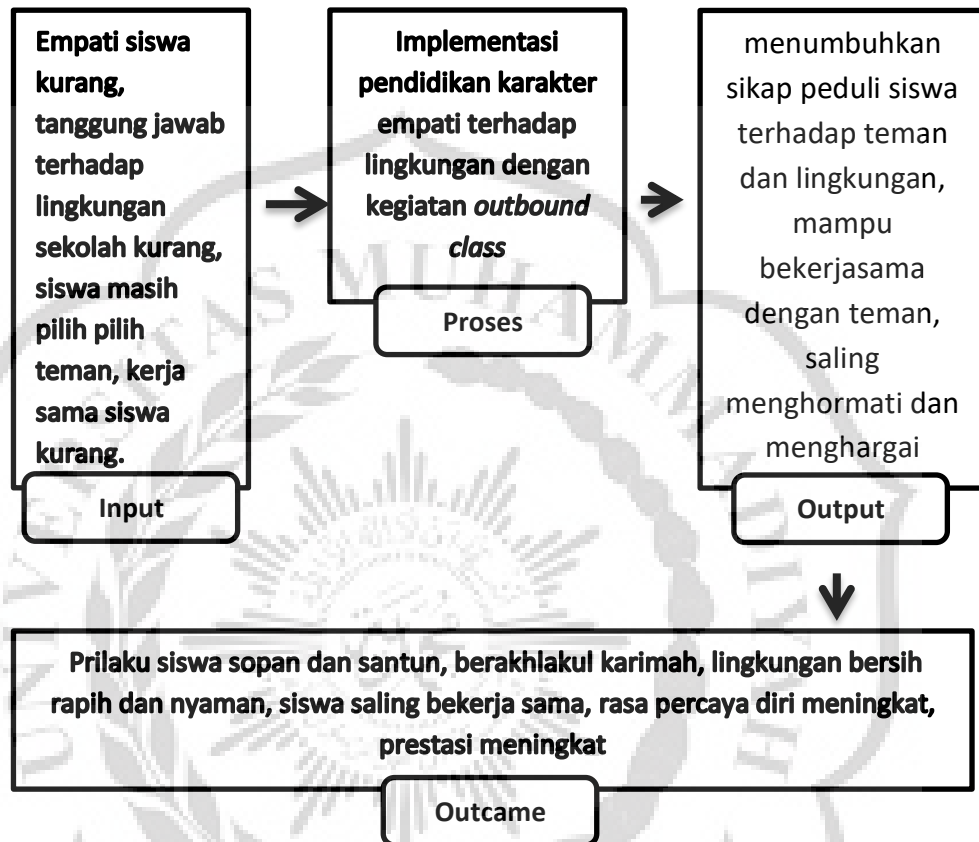 Empati siswa
kurang,
tanggung jawab
terhadap
lingkungan
sekolah kurang,
siswa masih
pilih pilih
teman, kerja
sama siswa
kurang.
Input
Implementasi
pendidikan karakter
empati terhadap
lingkungan dengan
kegiatan outbound
class
Proses
menumbuhkan
sikap peduli siswa
terhadap teman
dan lingkungan,
mampu
bekerjasama
dengan teman,
saling
menghormati dan
menghargai
Output
Prilaku siswa sopan dan santun, berakhlakul karimah, lingkungan bersih
rapih dan nyaman, siswa saling bekerja sama, rasa percaya diri meningkat,
prestasi meningkat
Outcame